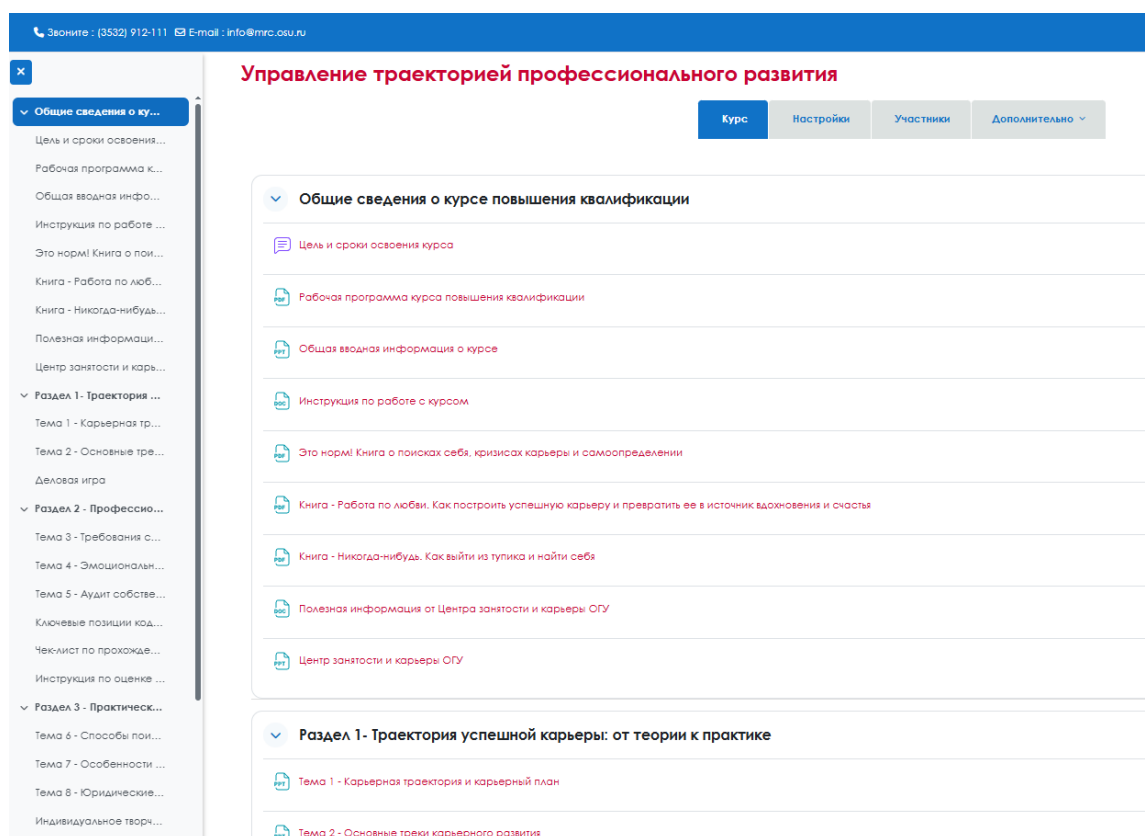 Звоните : (3532) 912-111 E-mail : info@mrc.osu.ru
Управление траекторией профессионального развития
Курс Настройки Участники Дополнительно
Общие сведения о ку...
Цель и сроки освоения...
Рабочая программа к...
Общая вводная инфо...
Инструкция по работе ...
Это норм! Книга о пои...
Книга - Работа по люб...
Книга - Никогда-нибудь...
Полезная информаци...
Центр занятости и карь...
Раздел 1- Траектория ...
Тема 1 - Карьерная тр...
Тема 2 - Основные тре...
Деловая игра
Раздел 2 - Профессио...
Тема 3 - Требования с...
Тема 4 - Эмоциональн...
Тема 5 - Аудит собстве...
Ключевые позиции код...
Чек-лист по прохожде...
Инструкция по оценке ...
Раздел 3 - Практическ...
Тема 6 - Способы пои...
Тема 7 - Особенности ...
Тема 8 - Юридические...
Индивидуальное творч...
Общие сведения о курсе повышения квалификации
Цель и сроки освоения курса
PDF Рабочая программа курса повышения квалификации
PPT Общая вводная информация о курсе
DOC Инструкция по работе с курсом
PDF Это норм! Книга о поисках себя, кризисах карьеры и самоопределении
PDF Книга - Работа по любви. Как построить успешную карьеру и превратить ее в источник вдохновения и счастья
PDF Книга - Никогда-нибудь. Как выйти из тупика и найти себя
DOC Полезная информация от Центра занятости и карьеры ОГУ
PPT Центр занятости и карьеры ОГУ
Раздел 1- Траектория успешной карьеры: от теории к практике
PPT Тема 1 - Карьерная траектория и карьерный план
Тема 2 - Основные треки карьерного развития